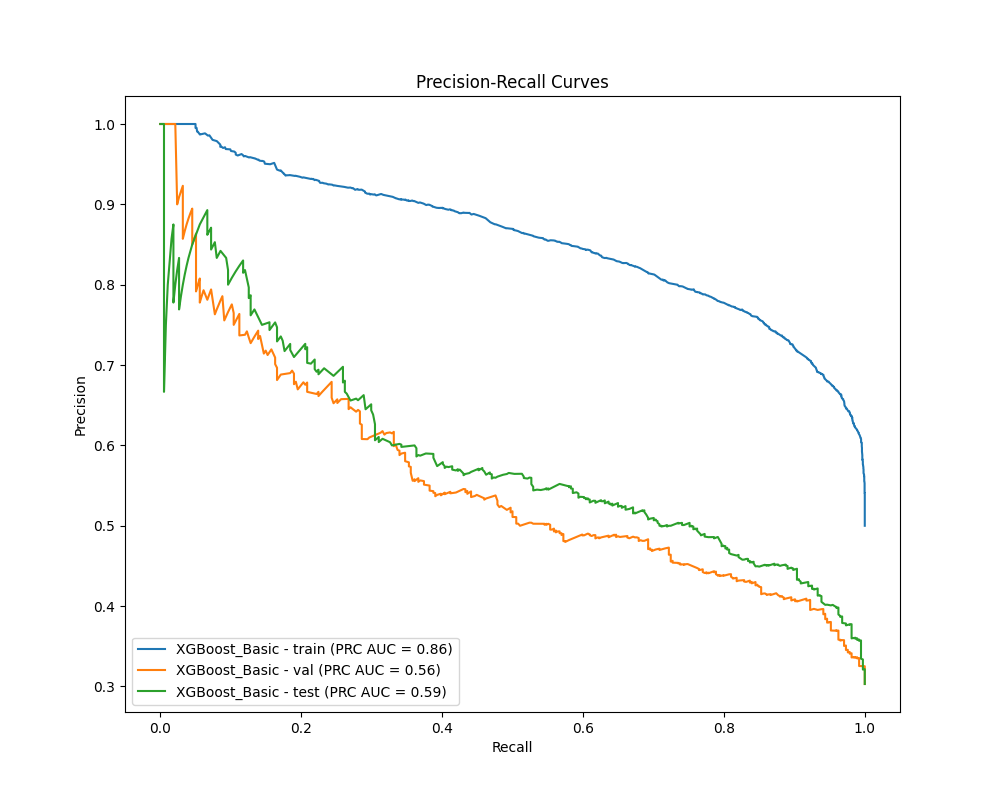 Precision-Recall Curves
Precision
1.0
0.9
0.8
0.7
0.6
0.5
0.4
0.3
XGBoost_Basic - train (PRC AUC = 0.86)
XGBoost_Basic - val (PRC AUC = 0.56)
XGBoost_Basic - test (PRC AUC = 0.59)
0.0 0.2 0.4 0.6 0.8 1.0
Recall